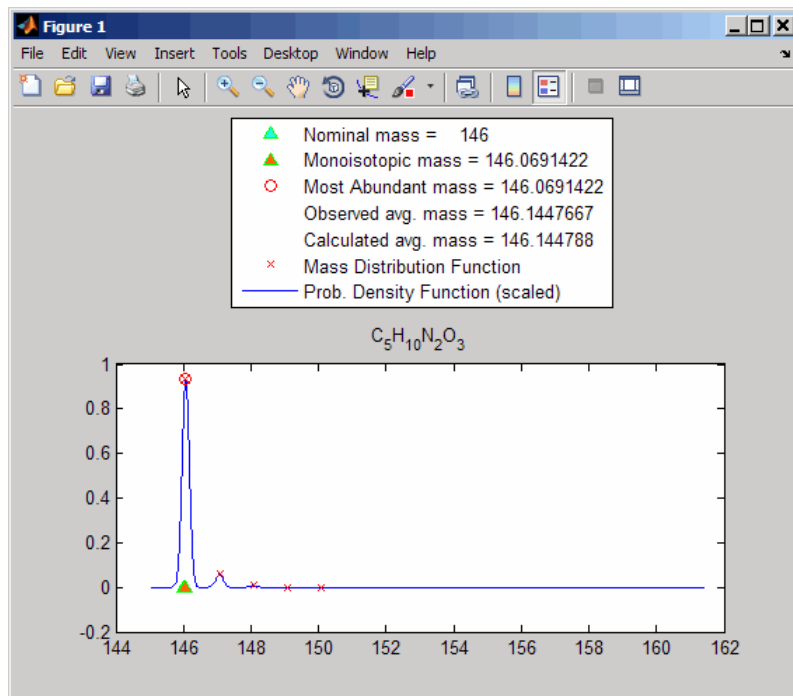 Figure 1
File Edit View Insert Tools Desktop Window Help
Nominal mass = 146
Monoisotopic mass = 146.0691422
Most Abundant mass = 146.0691422
Observed avg. mass = 146.1447667
Calculated avg. mass = 146.144788
Mass Distribution Function
Prob. Density Function (scaled)
C₅H₁₀N₂O₃
1
0.8
0.6
0.4
0.2
0
-0.2
144 146 148 150 152 154 156 158 160 162